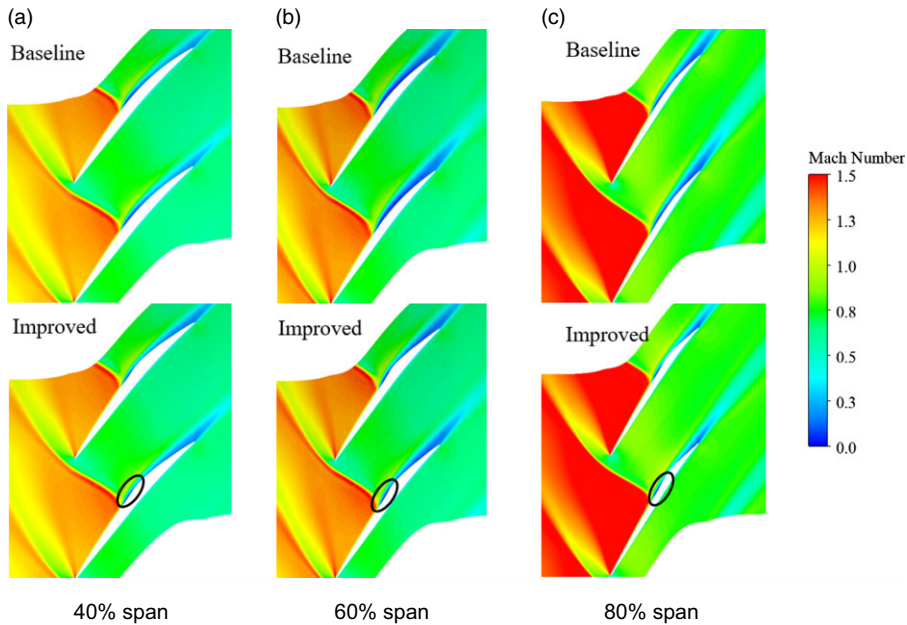 (a)
(b)
(c)
Baseline
Baseline
Baseline
Mach Number
1.5
1.3
1.0
0.8
0.5
0.3
0.0
Improved
Improved
Improved
40% span
60% span
80% span